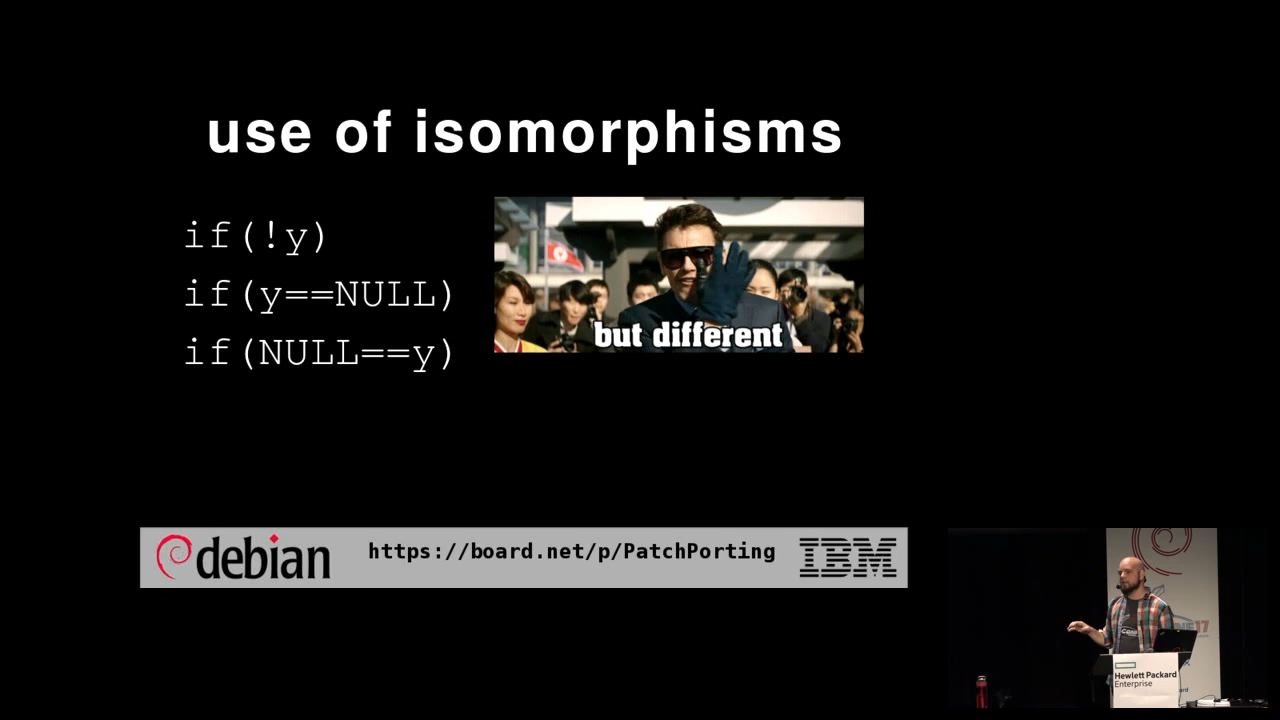 use of isomorphisms
if(!y)
if(y==NULL)
if(NULL==y)
but different
debian
https://board.net/p/PatchPorting
IBM
17
Hewlett Packard
Enterprise